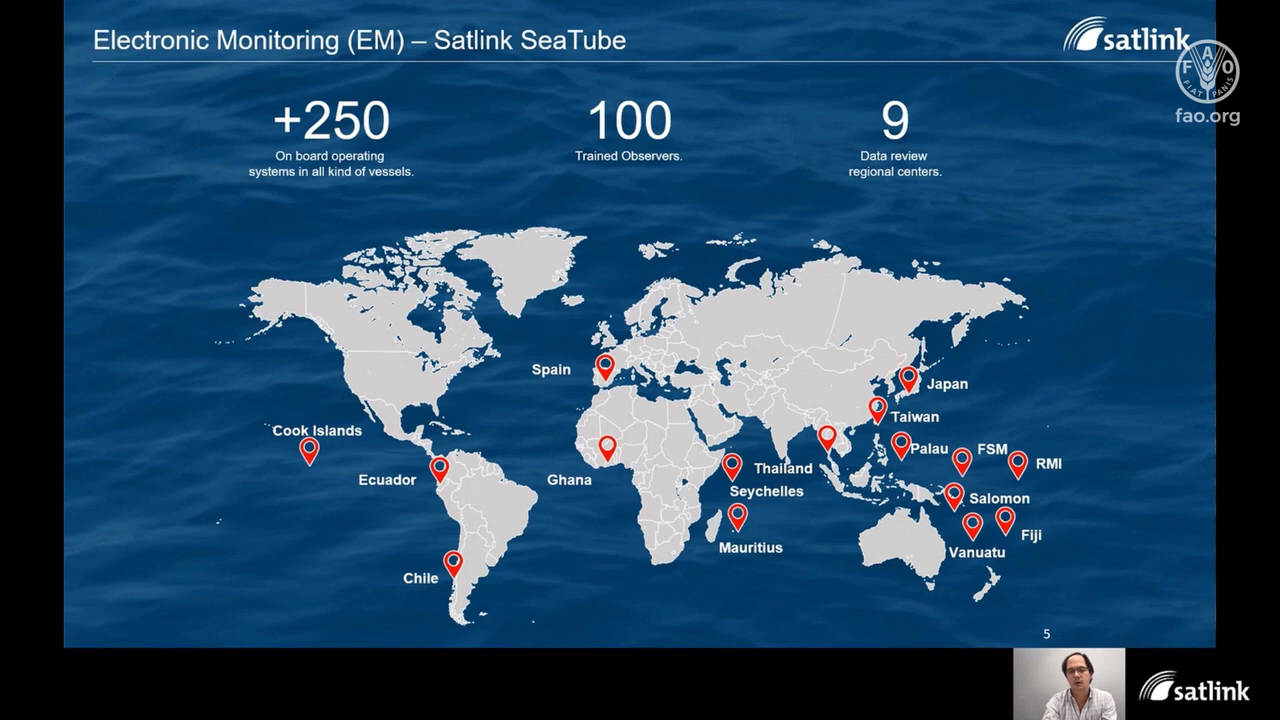 Electronic Monitoring (EM) – Satlink SeaTube
satlink
F A O
FIAT PANIS
fao.org
+250
On board operating
systems in all kind of vessels.
100
Trained Observers.
9
Data review
regional centers.
Spain
Japan
Taiwan
Cook Islands
Palau
FSM
RMI
Ecuador
Ghana
Thailand
Seychelles
Salomon
Mauritius
Vanuatu
Fiji
Chile
5
satlink